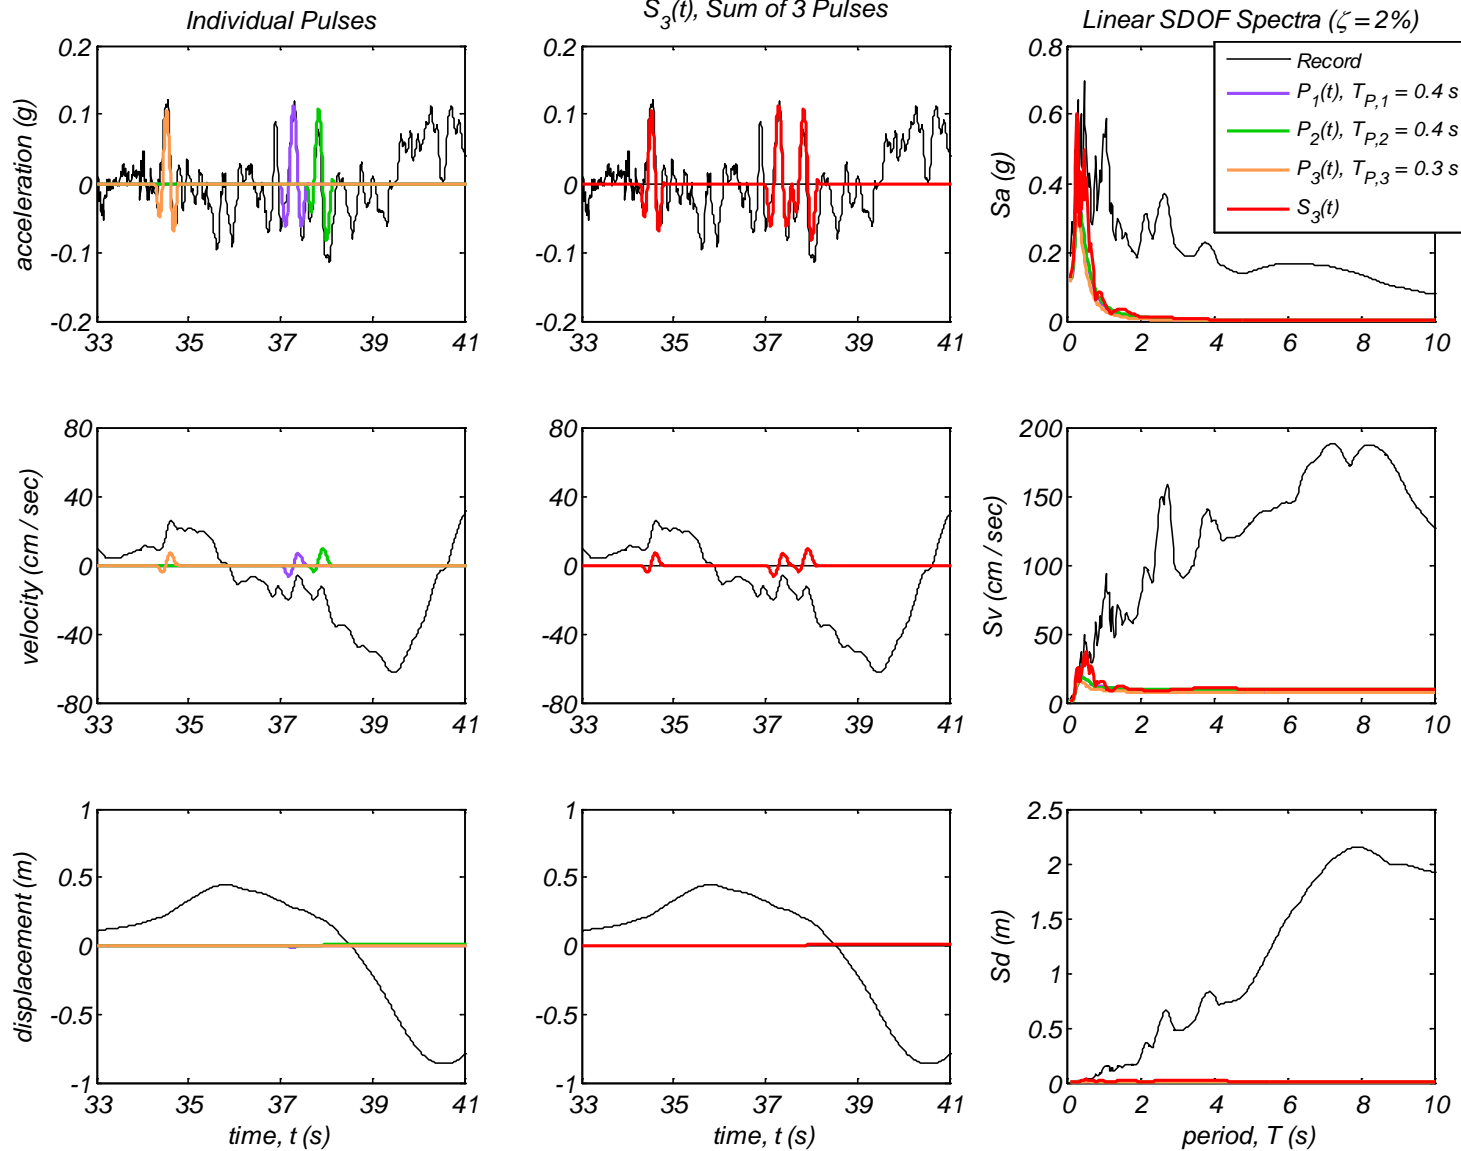 Individual Pulses
S3(t), Sum of 3 Pulses
Linear SDOF Spectra (ζ = 2%)
acceleration (g)
0.2
0.1
0
-0.1
-0.2
33 35 37 39 41
0.2
0.1
0
-0.1
-0.2
33 35 37 39 41
Sa (g)
0.8
0.6
0.4
0.2
0
0 2 4 6 8 10
Record
P1(t), TP,1 = 0.4 s
P2(t), TP,2 = 0.4 s
P3(t), TP,3 = 0.3 s
S3(t)
velocity (cm / sec)
80
40
0
-40
-80
33 35 37 39 41
80
40
0
-40
-80
33 35 37 39 41
Sv (cm / sec)
200
150
100
50
0
0 2 4 6 8 10
displacement (m)
1
0.5
0
-0.5
-1
33 35 37 39 41
time, t (s)
1
0.5
0
-0.5
-1
33 35 37 39 41
time, t (s)
Sd (m)
2.5
2
1.5
1
0.5
0
0 2 4 6 8 10
period, T (s)